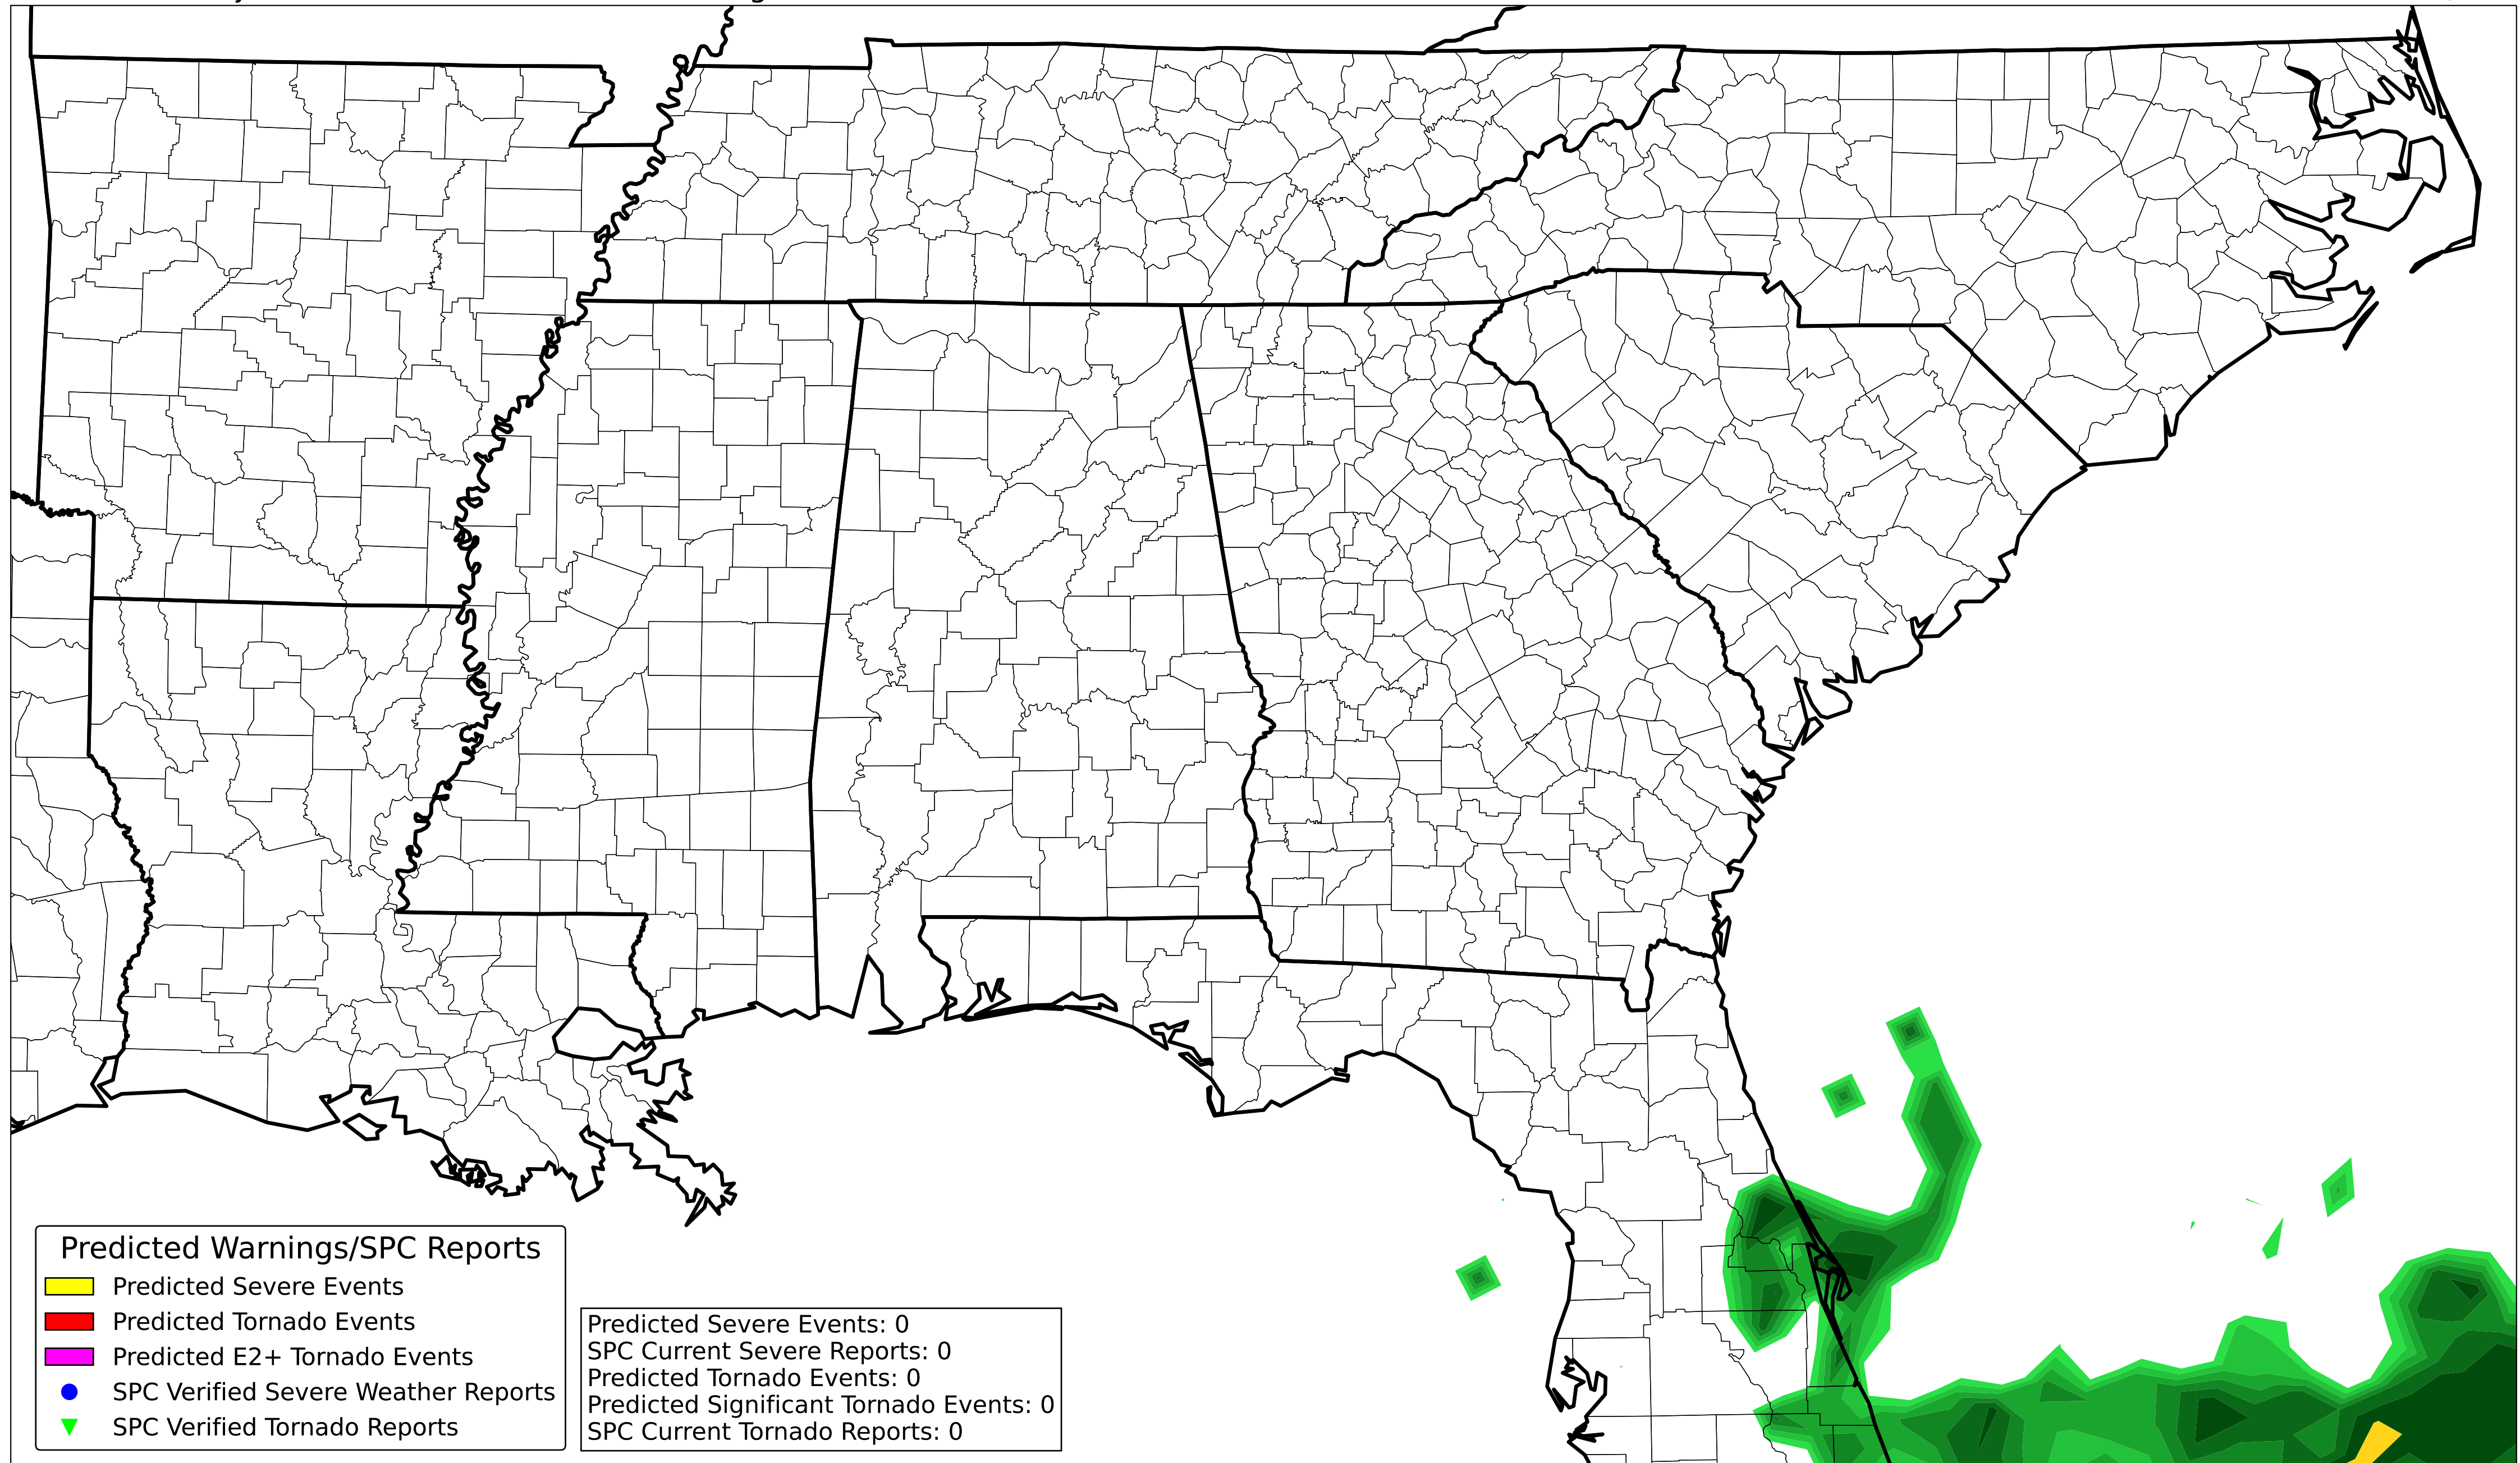 Predicted Warnings/SPC Reports
Predicted Severe Events
Predicted Tornado Events
Predicted E2+ Tornado Events
SPC Verified Severe Weather Reports
SPC Verified Tornado Reports
Predicted Severe Events: 0
SPC Current Severe Reports: 0
Predicted Tornado Events: 0
Predicted Significant Tornado Events: 0
SPC Current Tornado Reports: 0